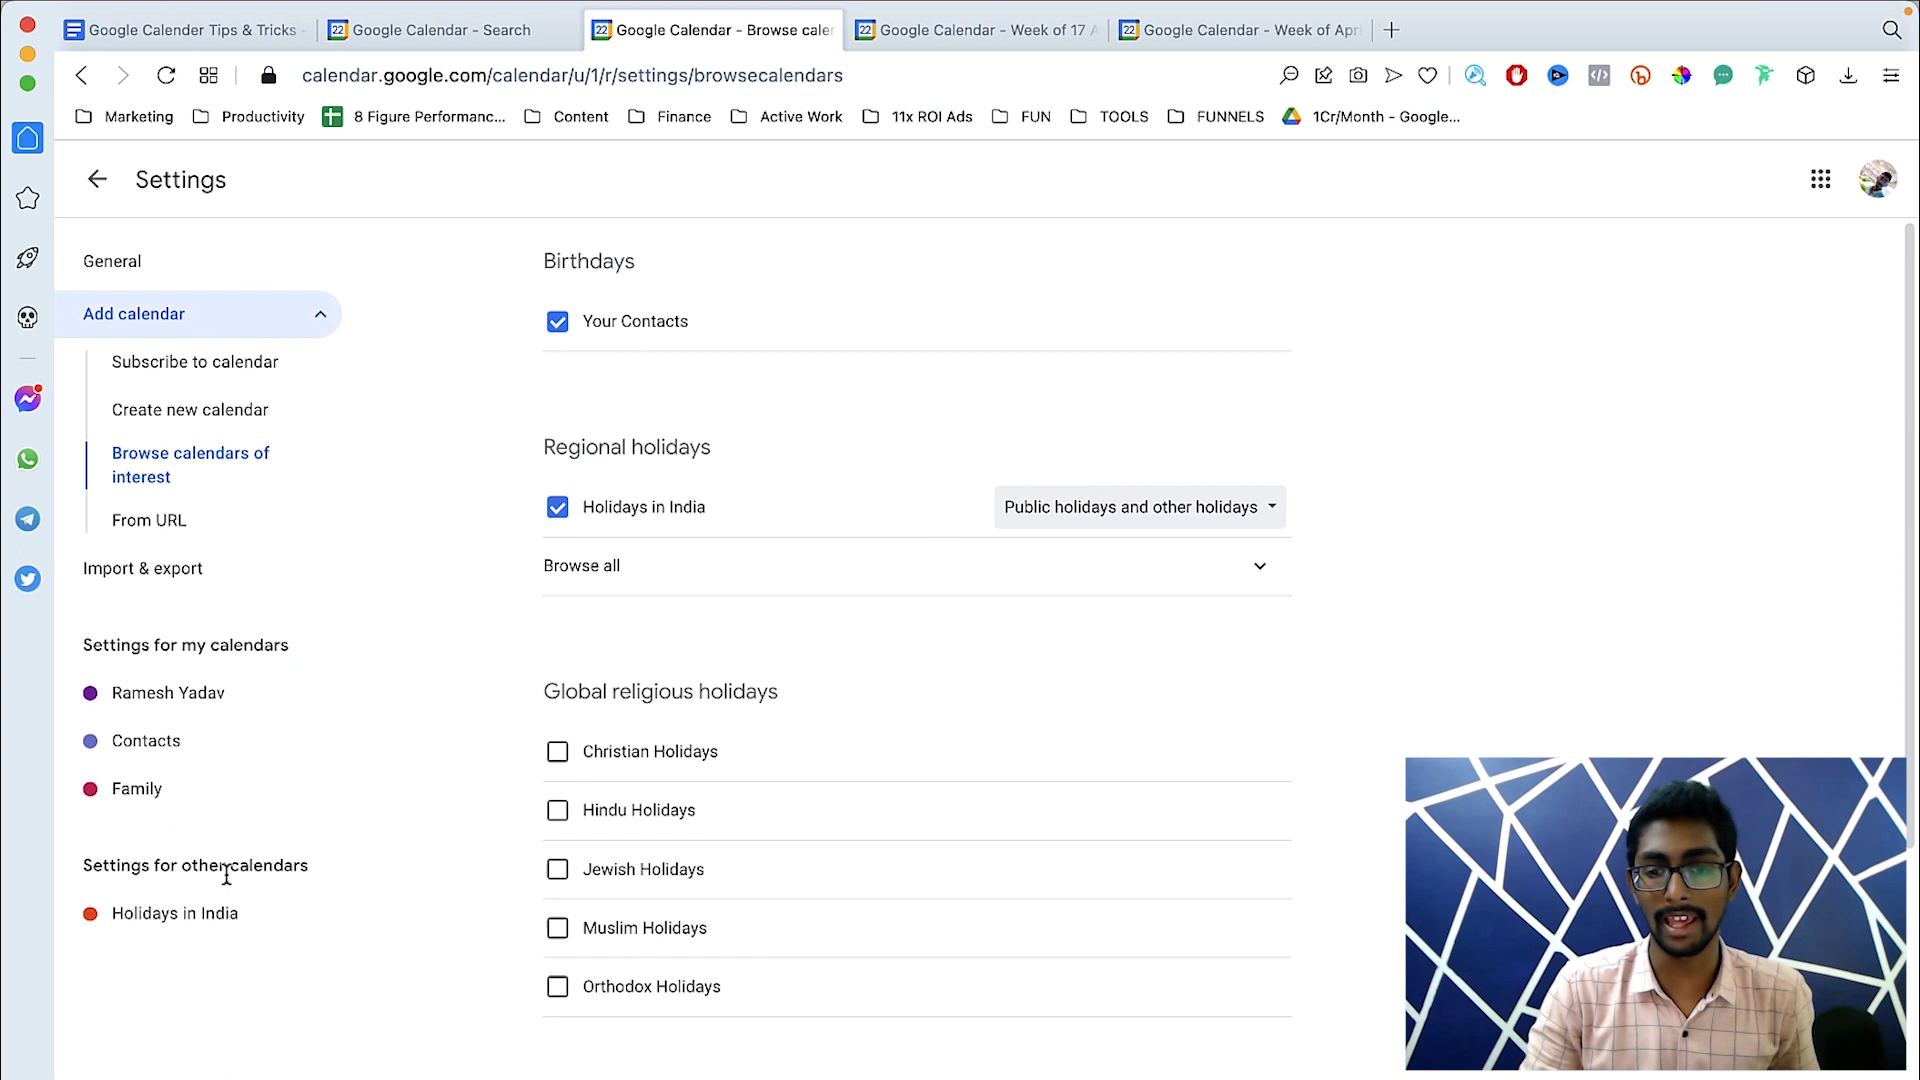 Google Calender Tips & Tricks -
Google Calendar - Search
Google Calendar - Browse caler
Google Calendar - Week of 17 A
Google Calendar - Week of Apri
calendar.google.com/calendar/u/1/r/settings/browsecalendars
Marketing
Productivity
8 Figure Performanc...
Content
Finance
Active Work
11x ROI Ads
FUN
TOOLS
FUNNELS
1Cr/Month - Google...
Settings
General
Add calendar
Subscribe to calendar
Create new calendar
Browse calendars of
interest
From URL
Import & export
Settings for my calendars
Ramesh Yadav
Contacts
Family
Settings for other calendars
Holidays in India
Birthdays
Your Contacts
Regional holidays
Holidays in India
Public holidays and other holidays
Browse all
Global religious holidays
Christian Holidays
Hindu Holidays
Jewish Holidays
Muslim Holidays
Orthodox Holidays